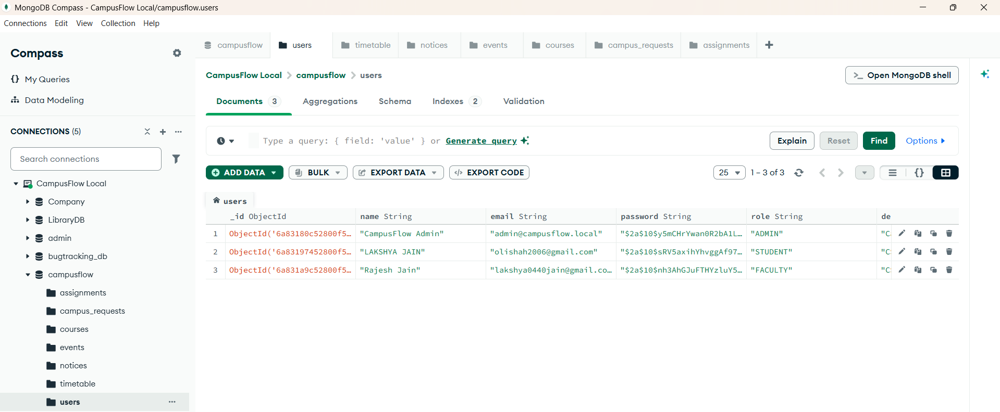 MongoDB Compass - CampusFlow Local/campusflow.users
Connections Edit View Collection Help
Compass
My Queries
Data Modeling
CONNECTIONS (5)
Search connections
CampusFlow Local
Company
LibraryDB
admin
bugtracking_db
campusflow
assignments
campus_requests
courses
events
notices
timetable
users
campusflow users timetable notices events courses campus_requests assignments
CampusFlow Local > campusflow > users
>_ Open MongoDB shell
Documents 3 Aggregations Schema Indexes 2 Validation
Type a query: { field: 'value' } or Generate query
Explain Reset Find Options
ADD DATA BULK EXPORT DATA </> EXPORT CODE
25 1 – 3 of 3 {}
users
_id ObjectId name String email String password String role String de
1 ObjectId('6a83180c52800f5… "CampusFlow Admin" "admin@campusflow.local" "$2a$10$y5mCHrYwan0R2bA1L… "ADMIN"
2 ObjectId('6a83197452800f5… "LAKSHYA JAIN" "olishah2006@gmail.com" "$2a$10$sRV5axihYhvggAf97… "STUDENT"
3 ObjectId('6a831a9c52800f5… "Rajesh Jain" "lakshya0440jain@gmail.co… "$2a$10$nh3AhGJuFTHYzluY5… "FACULTY"